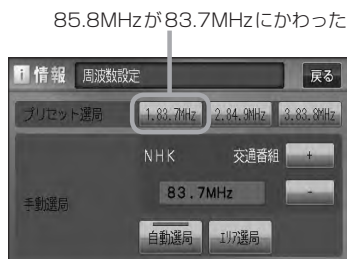 85.8MHzが83.7MHzにかわった
i 情報 周波数設定 戻る
プリセット選局 1.83.7MHz 2.84.9MHz 3.83.8MHz
NHK 交通番組 +
手動選局 83.7MHz -
自動選局 ｴﾘｱ選局